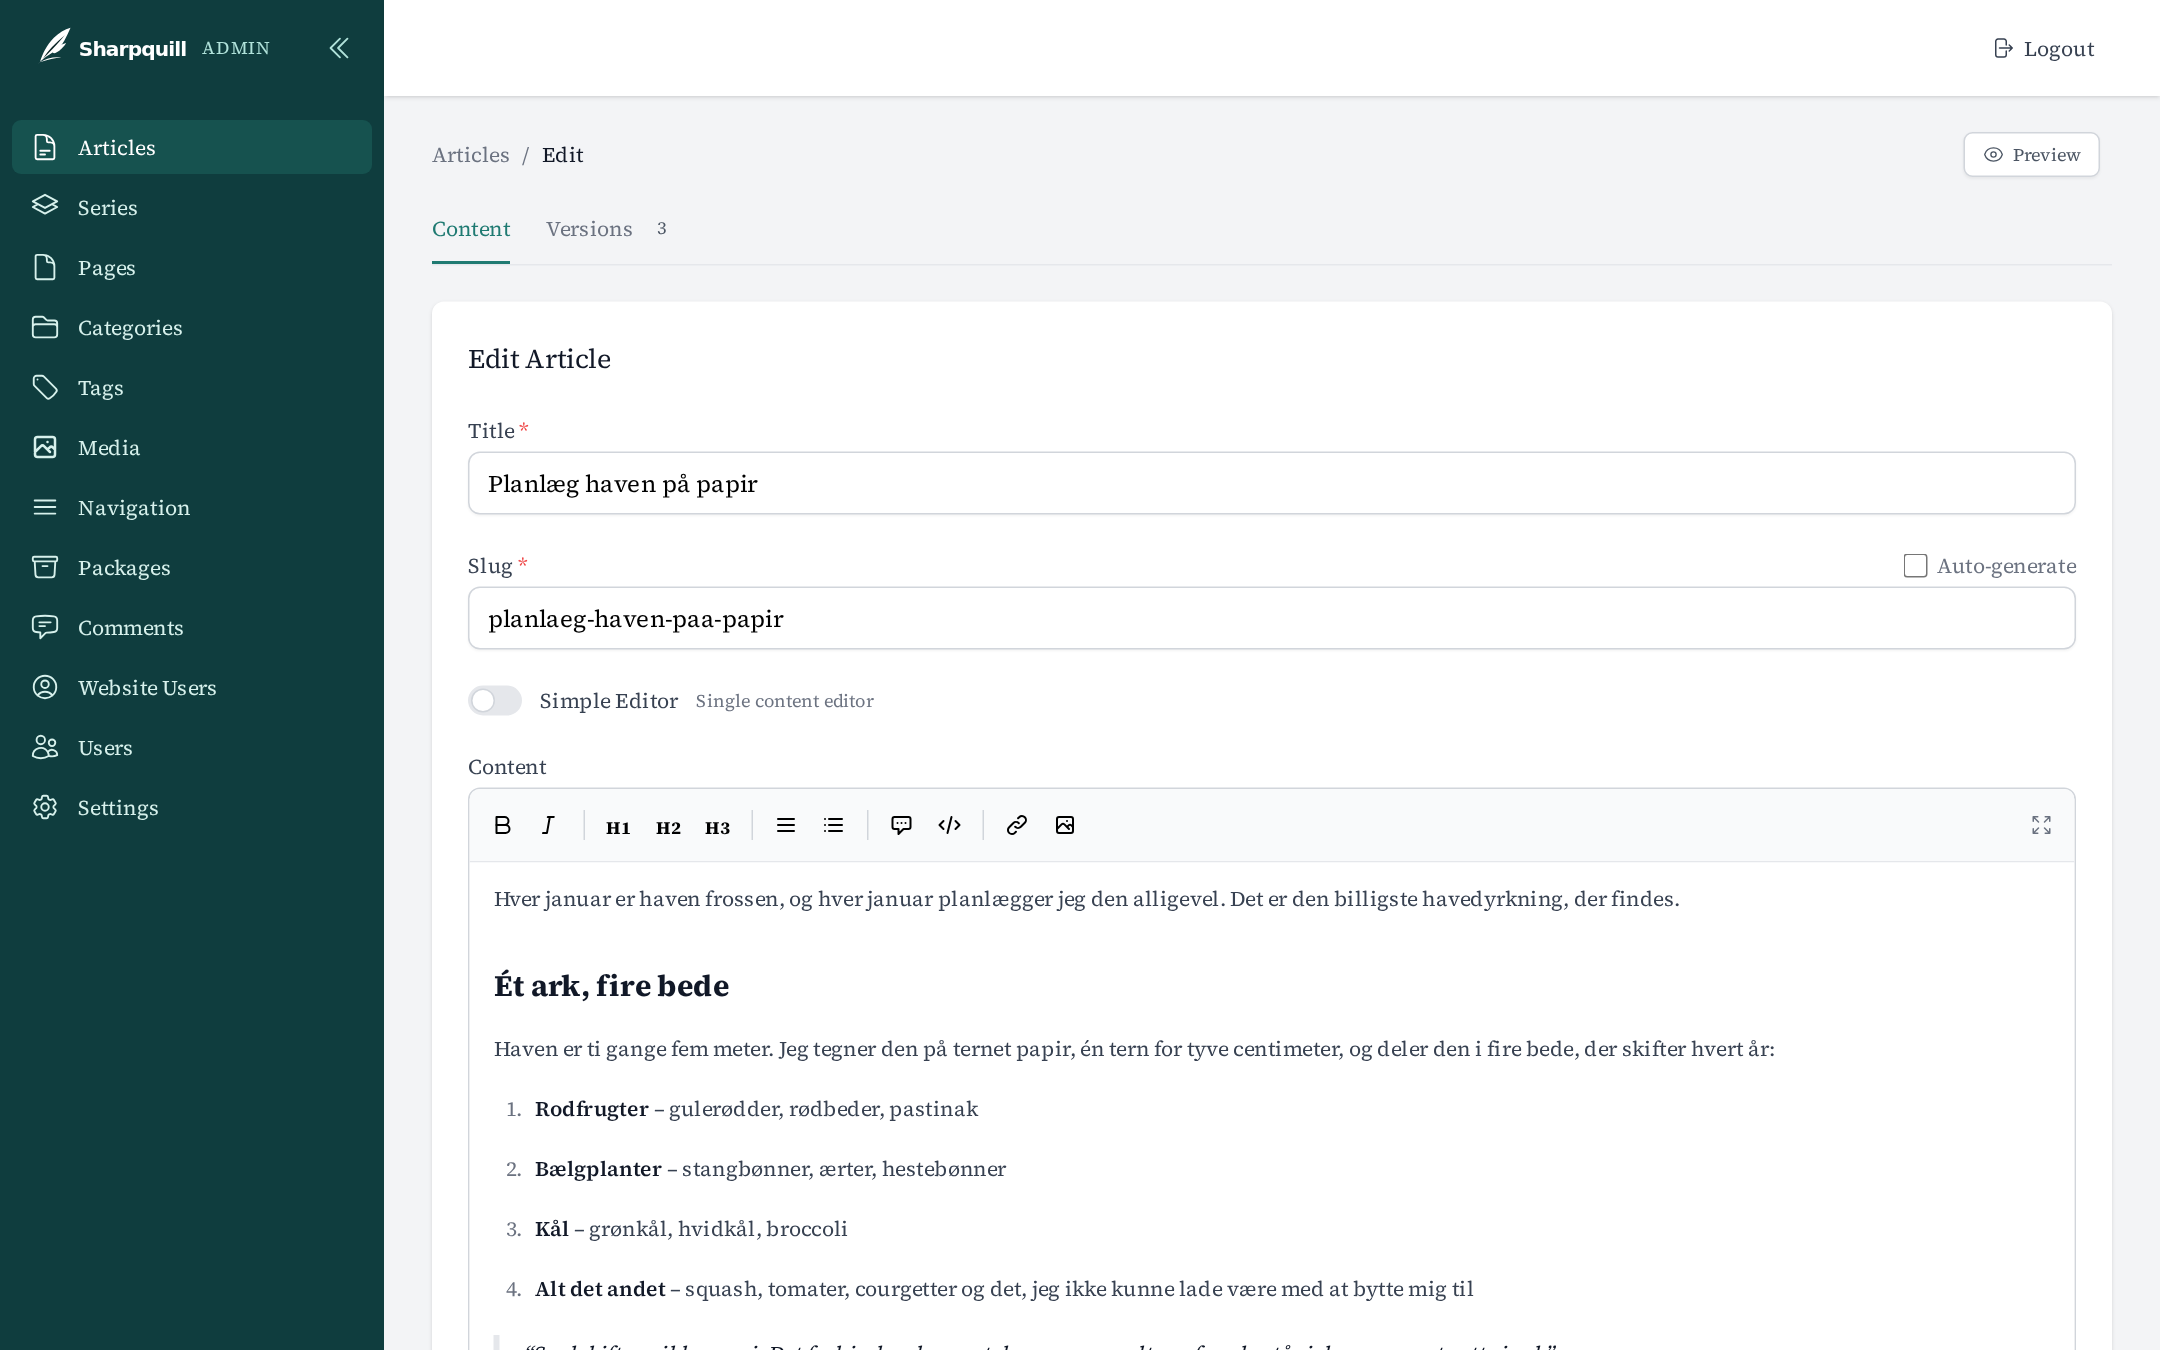 Sharpquill ADMIN
Logout
Articles
Series
Pages
Categories
Tags
Media
Navigation
Packages
Comments
Website Users
Users
Settings
Articles / Edit
Preview
Content
Versions 3
Edit Article
Title *
Planlæg haven på papir
Slug *
Auto-generate
planlaeg-haven-paa-papir
Simple Editor Single content editor
Content
B I H1 H2 H3
Hver januar er haven frossen, og hver januar planlægger jeg den alligevel. Det er den billigste havedyrkning, der findes.
Ét ark, fire bede
Haven er ti gange fem meter. Jeg tegner den på ternet papir, én tern for tyve centimeter, og deler den i fire bede, der skifter hvert år:
1. Rodfrugter – gulerødder, rødbeder, pastinak
2. Bælgplanter – stangbønner, ærter, hestebønner
3. Kål – grønkål, hvidkål, broccoli
4. Alt det andet – squash, tomater, courgetter og det, jeg ikke kunne lade være med at bytte mig til